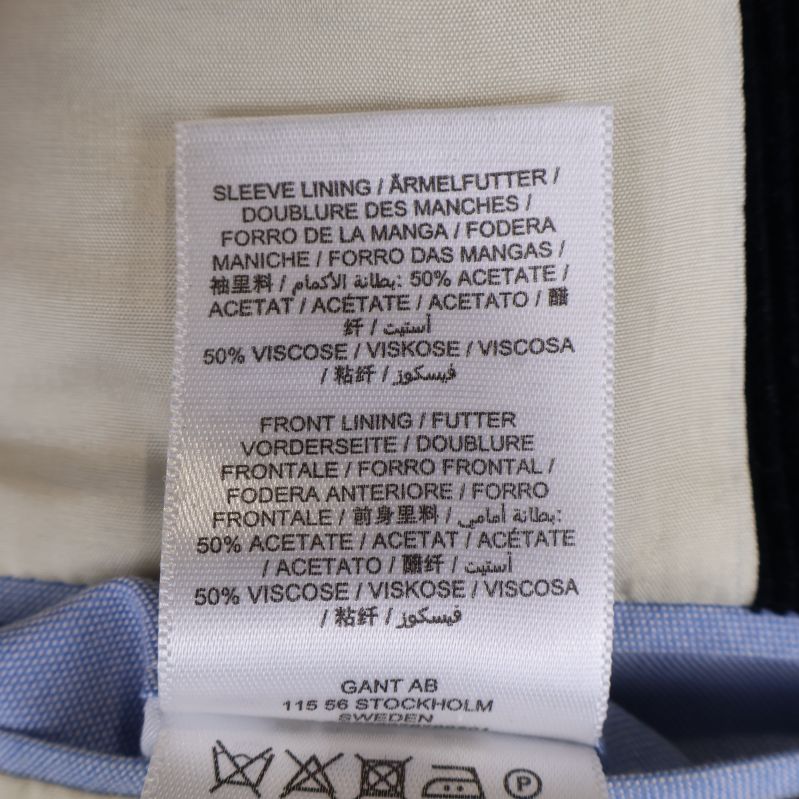 SLEEVE LINING / ÄRMELFUTTER /
DOUBLURE DES MANCHES /
FORRO DE LA MANGA / FODERA
MANICHE / FORRO DAS MANGAS /
袖里料 / بطانة الأكمام: 50% ACETATE /
ACETAT / ACÉTATE / ACETATO / 醋
纤 / أستيت
50% VISCOSE / VISKOSE / VISCOSA
/ 粘纤 / فيسكوز
FRONT LINING / FUTTER
VORDERSEITE / DOUBLURE
FRONTALE / FORRO FRONTAL /
FODERA ANTERIORE / FORRO
FRONTALE / 前身里料 / بطانة أمامي:
50% ACETATE / ACETAT / ACÉTATE
/ ACETATO / 醋纤 / أستيت
50% VISCOSE / VISKOSE / VISCOSA
/ 粘纤 / فيسكوز
GANT AB
115 56 STOCKHOLM
SWEDEN
P